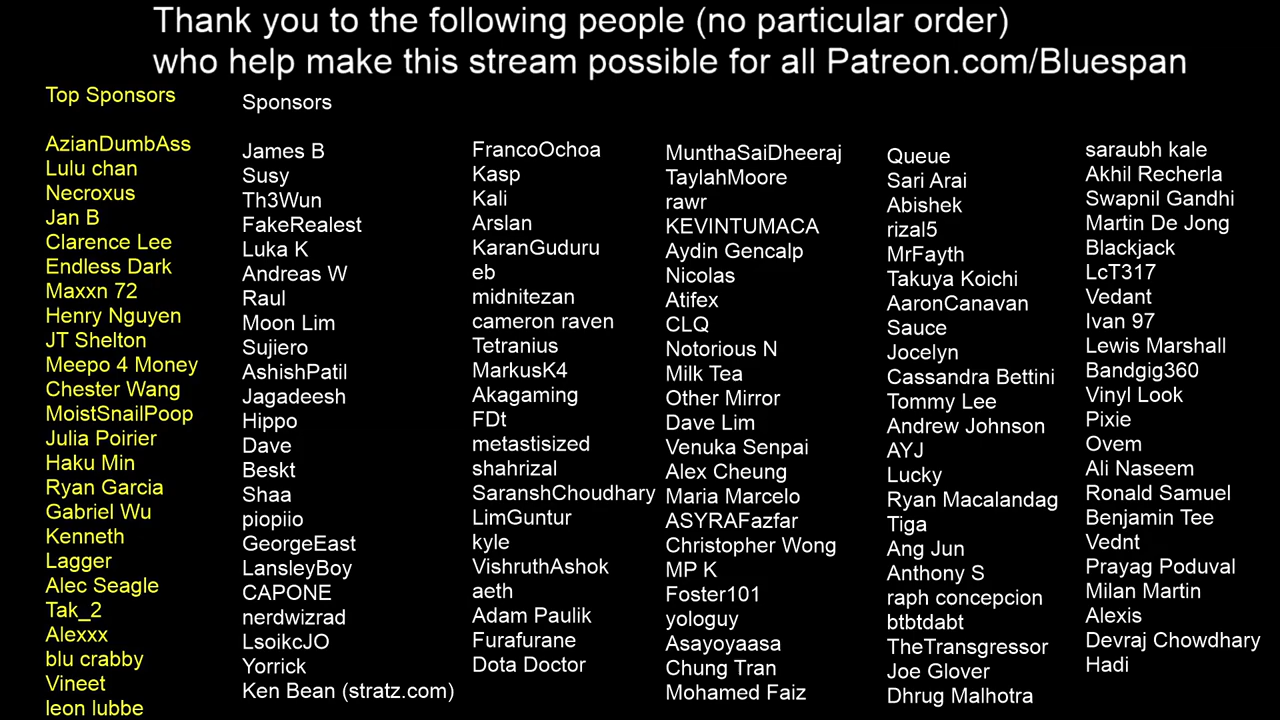 Thank you to the following people (no particular order)
who help make this stream possible for all Patreon.com/Bluespan
Top Sponsors
AzianDumbAss
Lulu chan
Necroxus
Jan B
Clarence Lee
Endless Dark
Maxxn 72
Henry Nguyen
JT Shelton
Meepo 4 Money
Chester Wang
MoistSnailPoop
Julia Poirier
Haku Min
Ryan Garcia
Gabriel Wu
Kenneth
Lagger
Alec Seagle
Tak_2
Alexxx
blu crabby
Vineet
leon lubbe
Sponsors
James B
Susy
Th3Wun
FakeRealest
Luka K
Andreas W
Raul
Moon Lim
Sujiero
AshishPatil
Jagadeesh
Hippo
Dave
Beskt
Shaa
piopiio
GeorgeEast
LansleyBoy
CAPONE
nerdwizrad
LsoikcJO
Yorrick
Ken Bean (stratz.com)
FrancoOchoa
Kasp
Kali
Arslan
KaranGuduru
eb
midnitezan
cameron raven
Tetranius
MarkusK4
Akagaming
FDt
metastisized
shahrizal
SaranshChoudhary
LimGuntur
kyle
VishruthAshok
aeth
Adam Paulik
Furafurane
Dota Doctor
MunthaSaiDheeraj
TaylahMoore
rawr
KEVINTUMACA
Aydin Gencalp
Nicolas
Atifex
CLQ
Notorious N
Milk Tea
Other Mirror
Dave Lim
Venuka Senpai
Alex Cheung
Maria Marcelo
ASYRAFazfar
Christopher Wong
MP K
Foster101
yologuy
Asayoyaasa
Chung Tran
Mohamed Faiz
Queue
Sari Arai
Abishek
rizal5
MrFayth
Takuya Koichi
AaronCanavan
Sauce
Jocelyn
Cassandra Bettini
Tommy Lee
Andrew Johnson
AYJ
Lucky
Ryan Macalandag
Tiga
Ang Jun
Anthony S
raph concepcion
btbtdabt
TheTransgressor
Joe Glover
Dhrug Malhotra
saraubh kale
Akhil Recherla
Swapnil Gandhi
Martin De Jong
Blackjack
LcT317
Vedant
Ivan 97
Lewis Marshall
Bandgig360
Vinyl Look
Pixie
Ovem
Ali Naseem
Ronald Samuel
Benjamin Tee
Vednt
Prayag Poduval
Milan Martin
Alexis
Devraj Chowdhary
Hadi